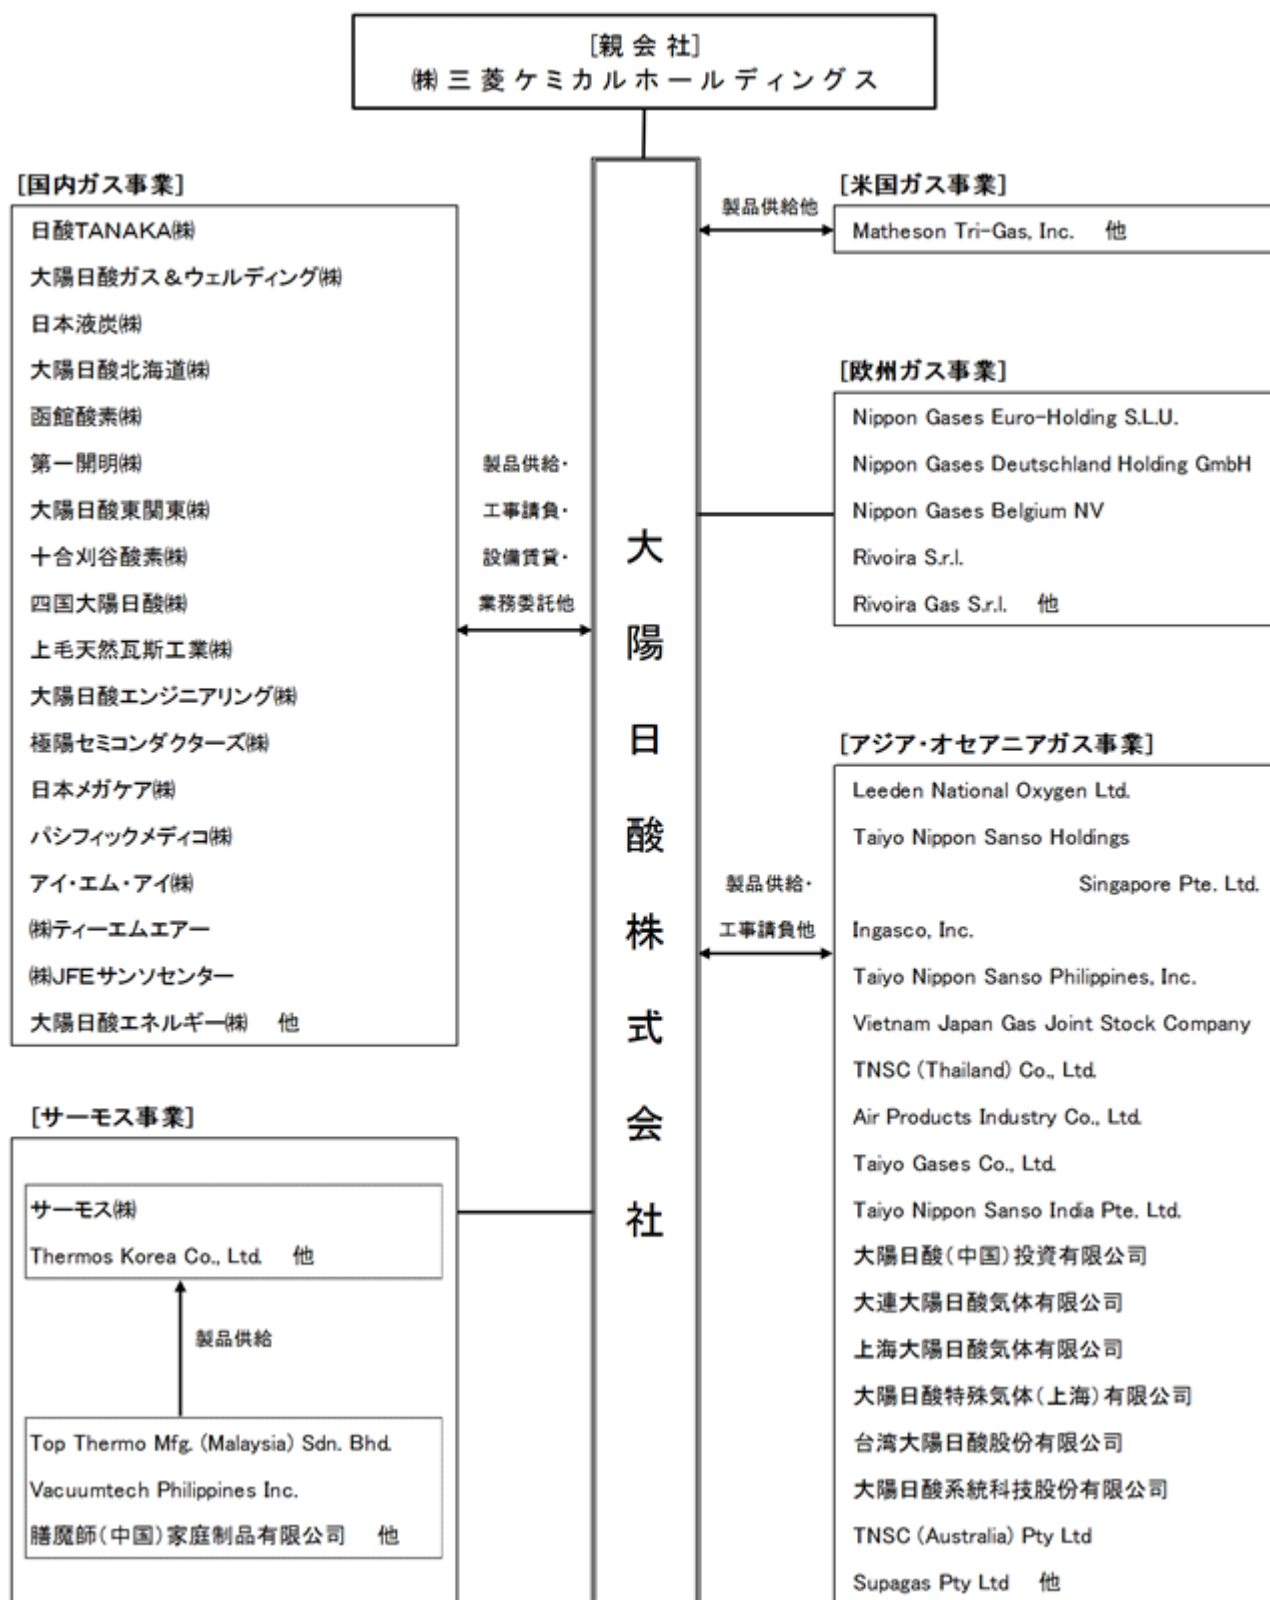 [親会社]
㈱三菱ケミカルホールディングス
[国内ガス事業]
日酸TANAKA㈱
大陽日酸ガス＆ウェルディング㈱
日本液炭㈱
大陽日酸北海道㈱
函館酸素㈱
第一開明㈱
大陽日酸東関東㈱
十合刈谷酸素㈱
四国大陽日酸㈱
上毛天然瓦斯工業㈱
大陽日酸エンジニアリング㈱
極陽セミコンダクターズ㈱
日本メガケア㈱
パシフィックメディコ㈱
アイ・エム・アイ㈱
㈱ティーエムエアー
㈱JFEサンソセンター
大陽日酸エネルギー㈱ 他
製品供給・
工事請負・
設備賃貸・
業務委託他
[サーモス事業]
サーモス㈱
Thermos Korea Co., Ltd. 他
製品供給
Top Thermo Mfg. (Malaysia) Sdn. Bhd.
Vacuumtech Philippines Inc.
膳魔師(中国)家庭制品有限公司 他
大陽日酸株式会社
[米国ガス事業]
製品供給他
Matheson Tri-Gas, Inc. 他
[欧州ガス事業]
Nippon Gases Euro-Holding S.L.U.
Nippon Gases Deutschland Holding GmbH
Nippon Gases Belgium NV
Rivoira S.r.l.
Rivoira Gas S.r.l. 他
[アジア・オセアニアガス事業]
製品供給・
工事請負他
Leeden National Oxygen Ltd.
Taiyo Nippon Sanso Holdings
Singapore Pte. Ltd.
Ingasco, Inc.
Taiyo Nippon Sanso Philippines, Inc.
Vietnam Japan Gas Joint Stock Company
TNSC (Thailand) Co., Ltd.
Air Products Industry Co., Ltd.
Taiyo Gases Co., Ltd.
Taiyo Nippon Sanso India Pte. Ltd.
大陽日酸(中国)投資有限公司
大連大陽日酸気体有限公司
上海大陽日酸気体有限公司
大陽日酸特殊気体(上海)有限公司
台湾大陽日酸股份有限公司
大陽日酸系統科技股份有限公司
TNSC (Australia) Pty Ltd
Supagas Pty Ltd 他